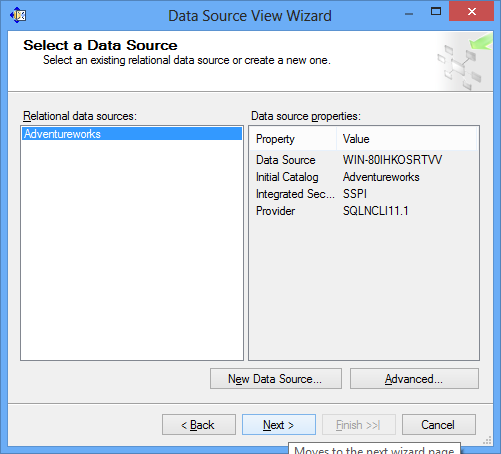 Data Source View Wizard
Select a Data Source
Select an existing relational data source or create a new one.
Relational data sources:
Data source properties:
Adventureworks
Property Value
Data Source WIN-80IHKOSRTVV
Initial Catalog Adventureworks
Integrated Sec... SSPI
Provider SQLNCLI11.1
New Data Source...
Advanced...
< Back
Next >
Finish >>|
Cancel
Moves to the next wizard page